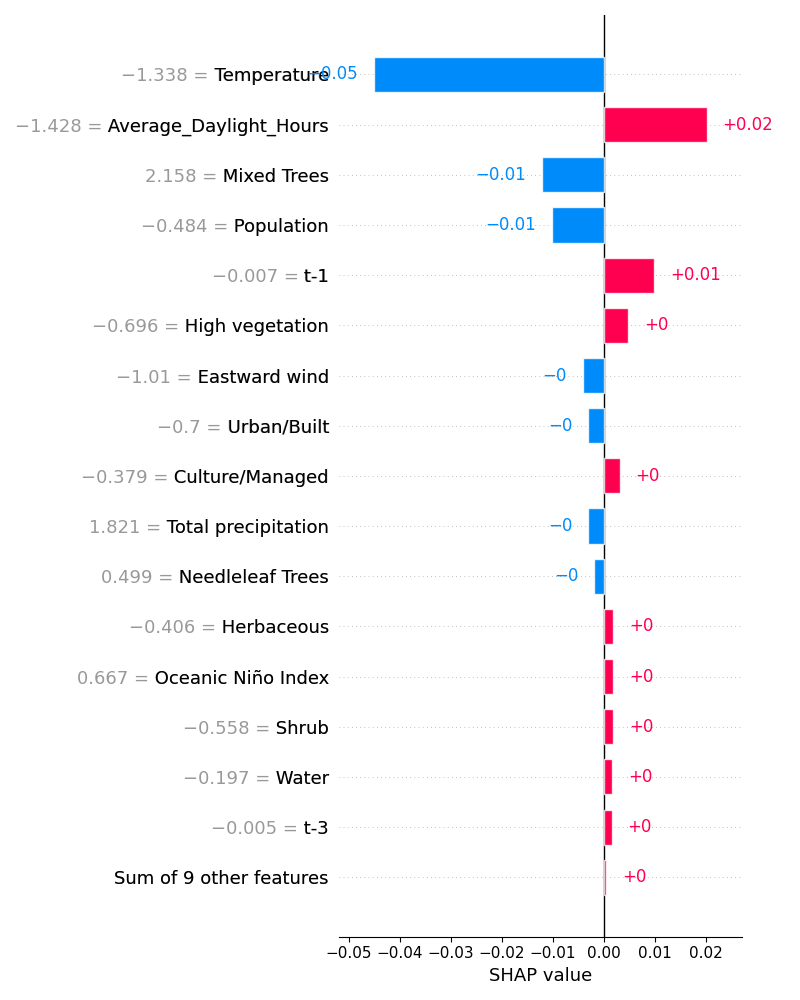 −1.338 = Temperature −0.05
−1.428 = Average_Daylight_Hours +0.02
2.158 = Mixed Trees −0.01
−0.484 = Population −0.01
−0.007 = t-1 +0.01
−0.696 = High vegetation +0
−1.01 = Eastward wind −0
−0.7 = Urban/Built −0
−0.379 = Culture/Managed +0
1.821 = Total precipitation −0
0.499 = Needleleaf Trees −0
−0.406 = Herbaceous +0
0.667 = Oceanic Niño Index +0
−0.558 = Shrub +0
−0.197 = Water +0
−0.005 = t-3 +0
Sum of 9 other features +0
−0.05 −0.04 −0.03 −0.02 −0.01 0.00 0.01 0.02
SHAP value